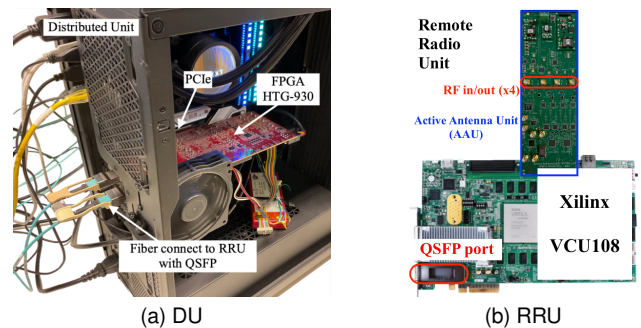 Distributed Unit
PCIe
FPGA
HTG-930
Fiber connect to RRU
with QSFP
(a) DU
Remote
Radio
Unit
RF in/out (x4)
Active Antenna Unit
(AAU)
Xilinx
VCU108
QSFP port
(b) RRU